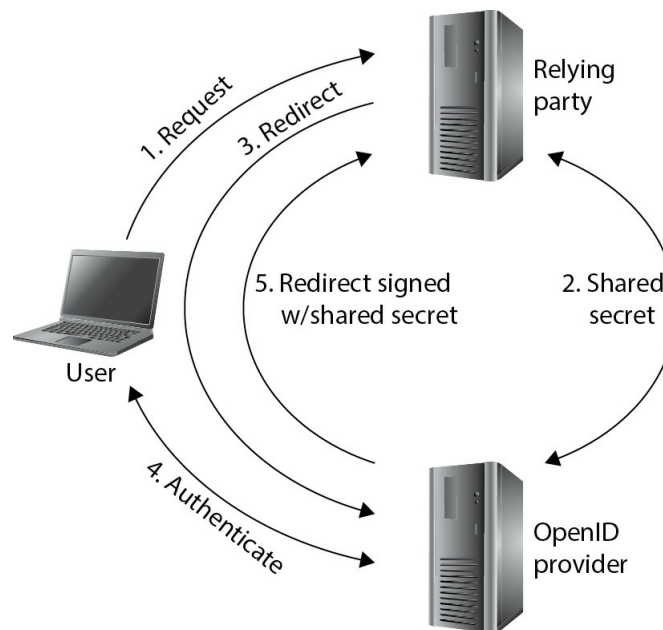 1. Request
3. Redirect
Relying
party
5. Redirect signed
w/shared secret
2. Shared
secret
User
4. Authenticate
OpenID
provider